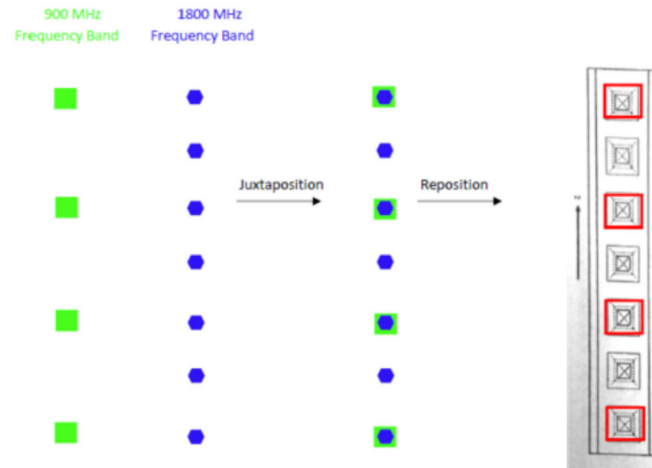 900 MHz
Frequency Band
1800 MHz
Frequency Band
Juxtaposition
Reposition
z